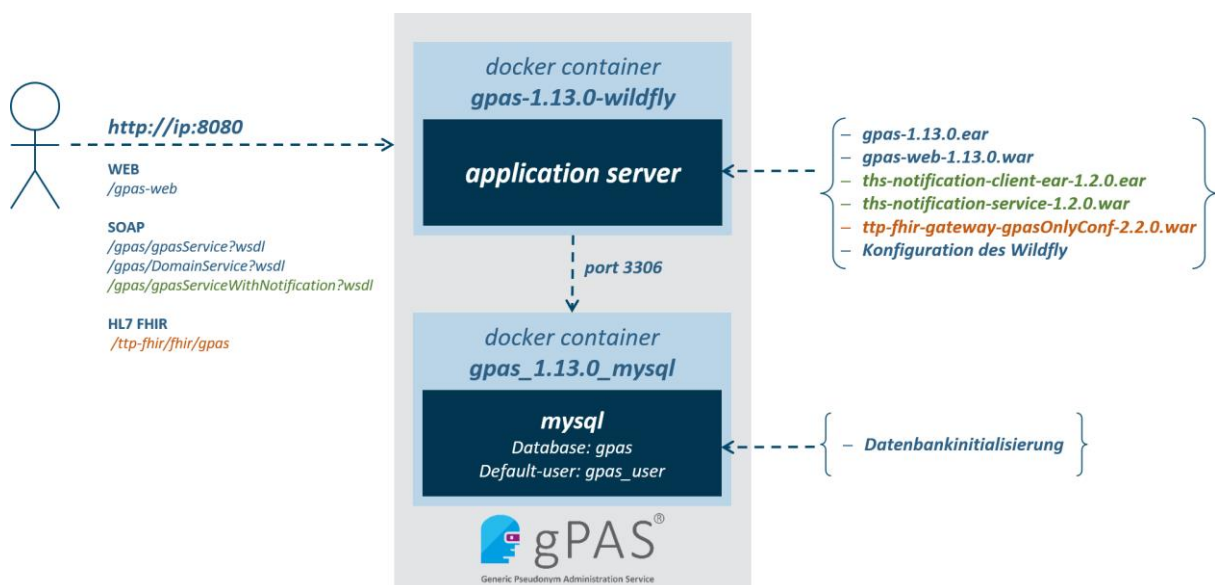 http://ip:8080
WEB
/gpas-web
SOAP
/gpas/gpasService?wsdl
/gpas/DomainService?wsdl
/gpas/gpasServiceWithNotification?wsdl
HL7 FHIR
/ttp-fhir/fhir/gpas
docker container
gpas-1.13.0-wildfly
application server
port 3306
docker container
gpas_1.13.0_mysql
mysql
Database: gpas
Default-user: gpas_user
gPAS®
Generic Pseudonym Administration Service
– gpas-1.13.0.ear
– gpas-web-1.13.0.war
– ths-notification-client-ear-1.2.0.ear
– ths-notification-service-1.2.0.war
– ttp-fhir-gateway-gpasOnlyConf-2.2.0.war
– Konfiguration des Wildfly
– Datenbankinitialisierung